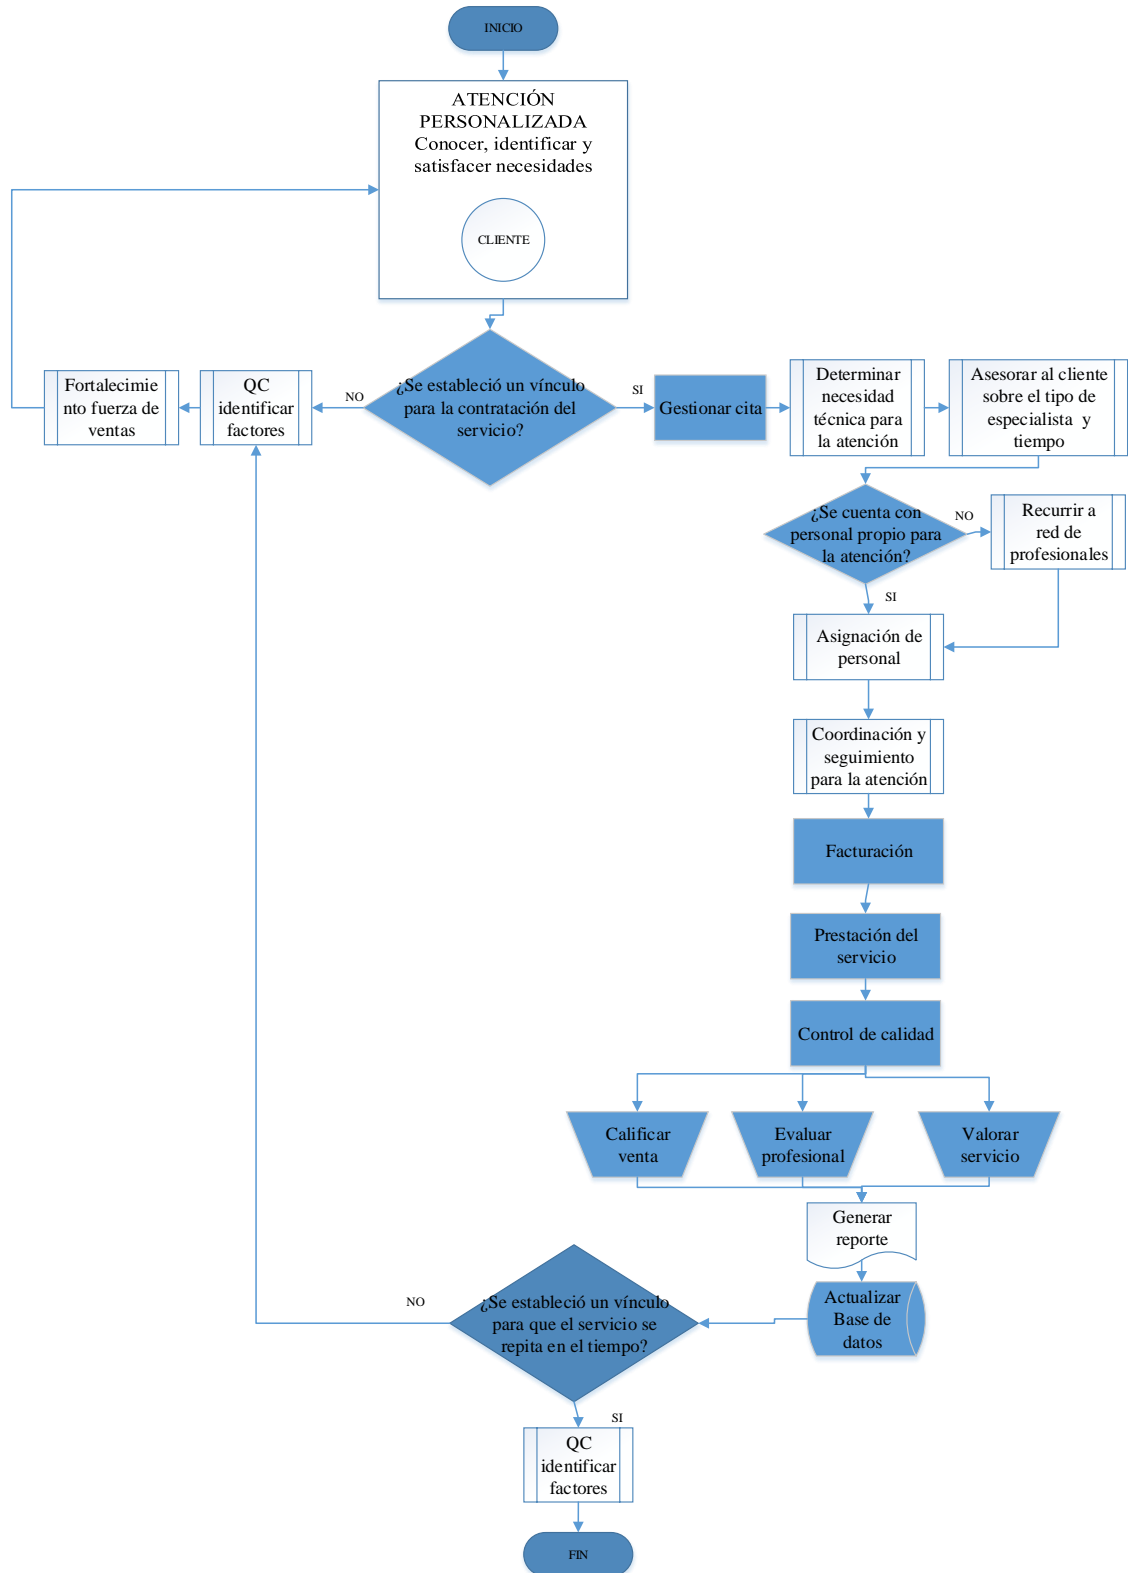 INICIO
ATENCIÓN
PERSONALIZADA
Conocer, identificar y
satisfacer necesidades
CLIENTE
¿Se estableció un vínculo
para la contratación del
servicio?
NO
SI
QC
identificar
factores
Fortalecimie
nto fuerza de
ventas
Gestionar cita
Determinar
necesidad
técnica para
la atención
Asesorar al cliente
sobre el tipo de
especialista y
tiempo
¿Se cuenta con
personal propio para
la atención?
NO
Recurrir a
red de
profesionales
SI
Asignación de
personal
Coordinación y
seguimiento
para la atención
Facturación
Prestación del
servicio
Control de calidad
Calificar
venta
Evaluar
profesional
Valorar
servicio
Generar
reporte
Actualizar
Base de
datos
¿Se estableció un vínculo
para que el servicio se
repita en el tiempo?
NO
SI
QC
identificar
factores
FIN